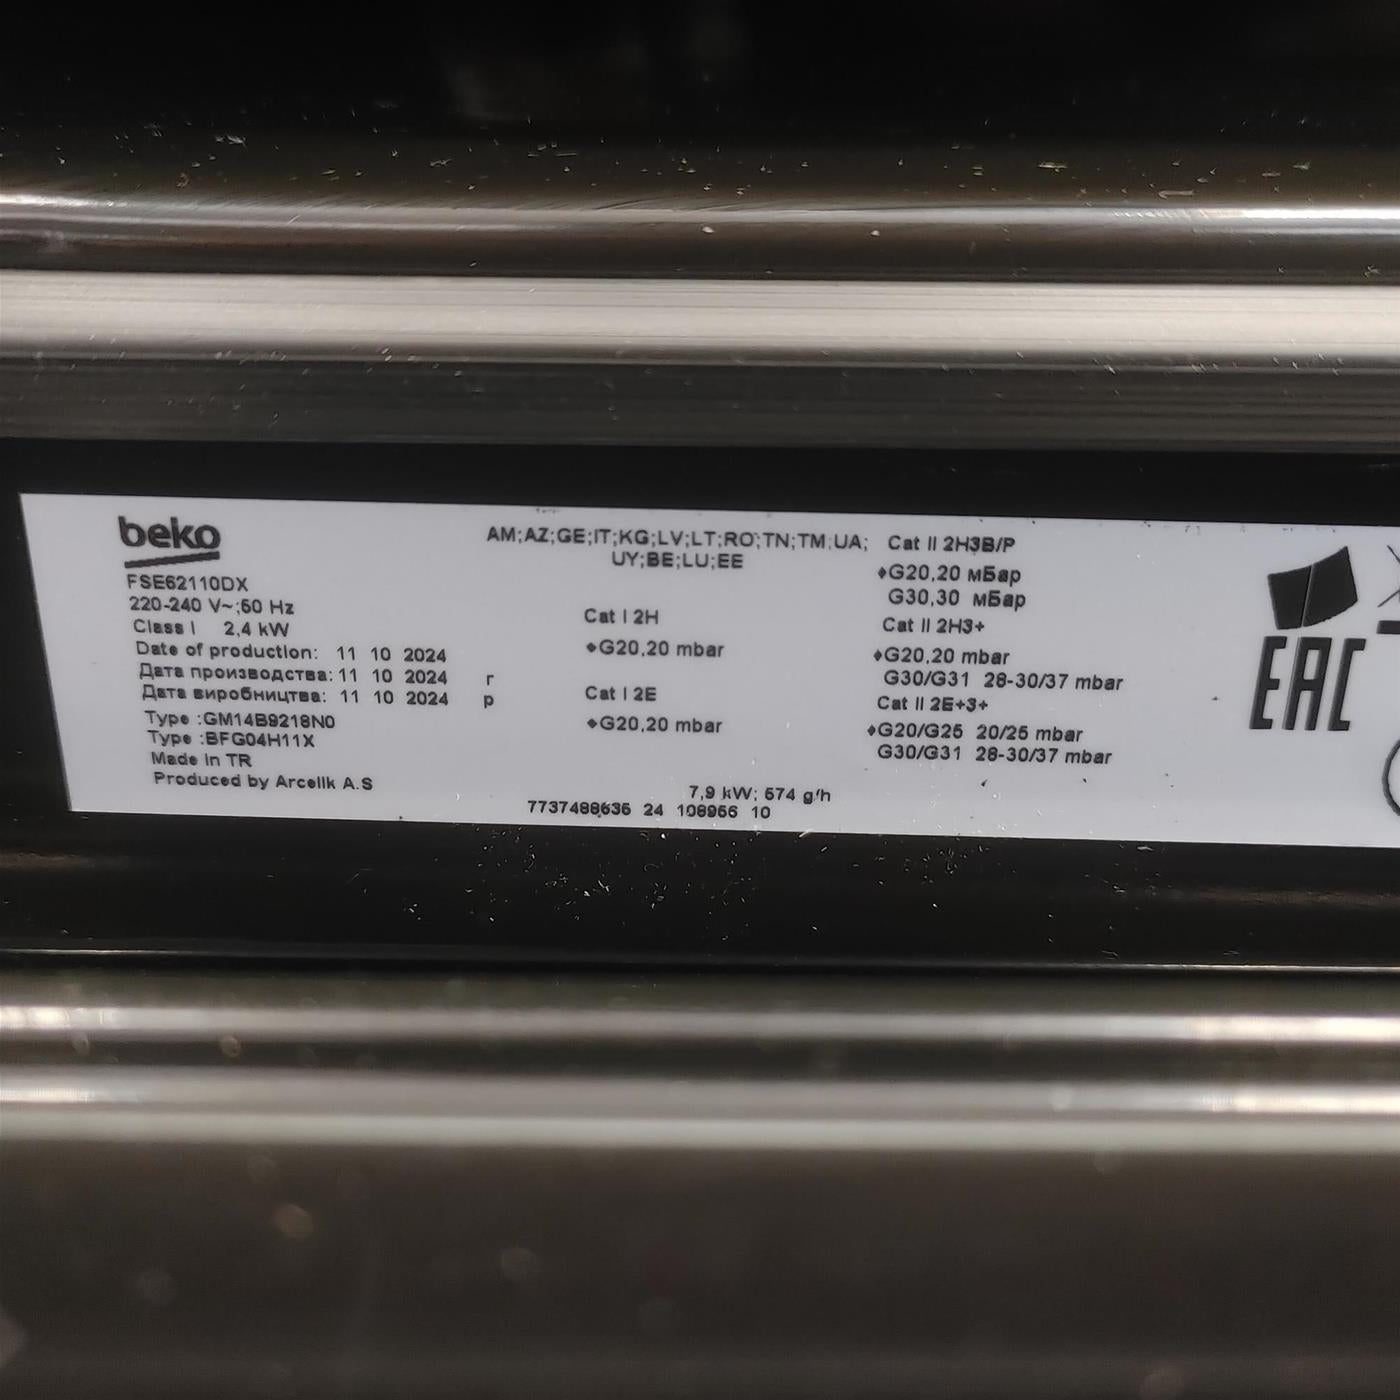 beko
FSE62110DX
220-240 V~;50 Hz
Class I 2,4 kW
Date of production: 11 10 2024
Дата производства: 11 10 2024 г
Дата виробництва: 11 10 2024 р
Type :GM14B9218N0
Type :BFG04H11X
Made in TR
Produced by Arcelik A.S
AM;AZ;GE;IT;KG;LV;LT;RO;TN;TM;UA;
UY;BE;LU;EE
Cat I 2H
♦G20,20 mbar
Cat I 2E
♦G20,20 mbar
7,9 kW; 574 g/h
7737488636 24 108956 10
Cat II 2H3B/P
♦G20,20 мБар
G30,30 мБар
Cat II 2H3+
♦G20,20 mbar
G30/G31 28-30/37 mbar
Cat II 2E+3+
♦G20/G25 20/25 mbar
G30/G31 28-30/37 mbar
EAC